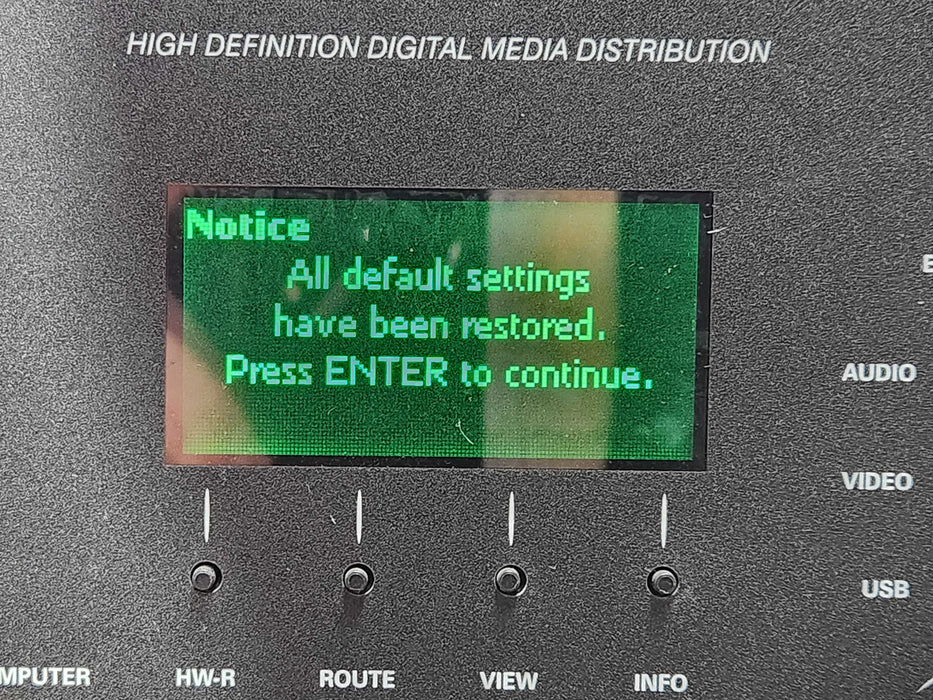 HIGH DEFINITION DIGITAL MEDIA DISTRIBUTION
Notice
All default settings
have been restored.
Press ENTER to continue.
AUDIO
VIDEO
USB
HW-R
ROUTE
VIEW
INFO